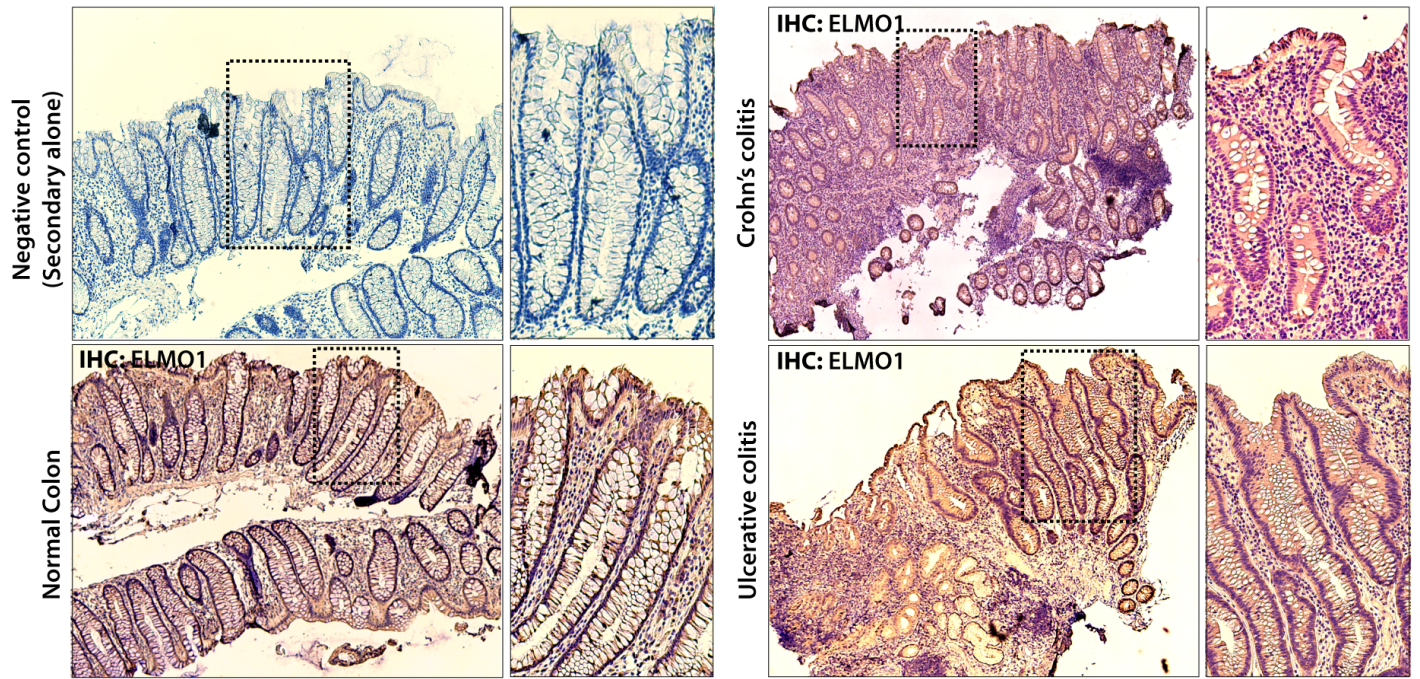 Negative control
(Secondary alone)
IHC: ELMO1
Crohn's colitis
IHC: ELMO1
Normal Colon
IHC: ELMO1
Ulcerative colitis